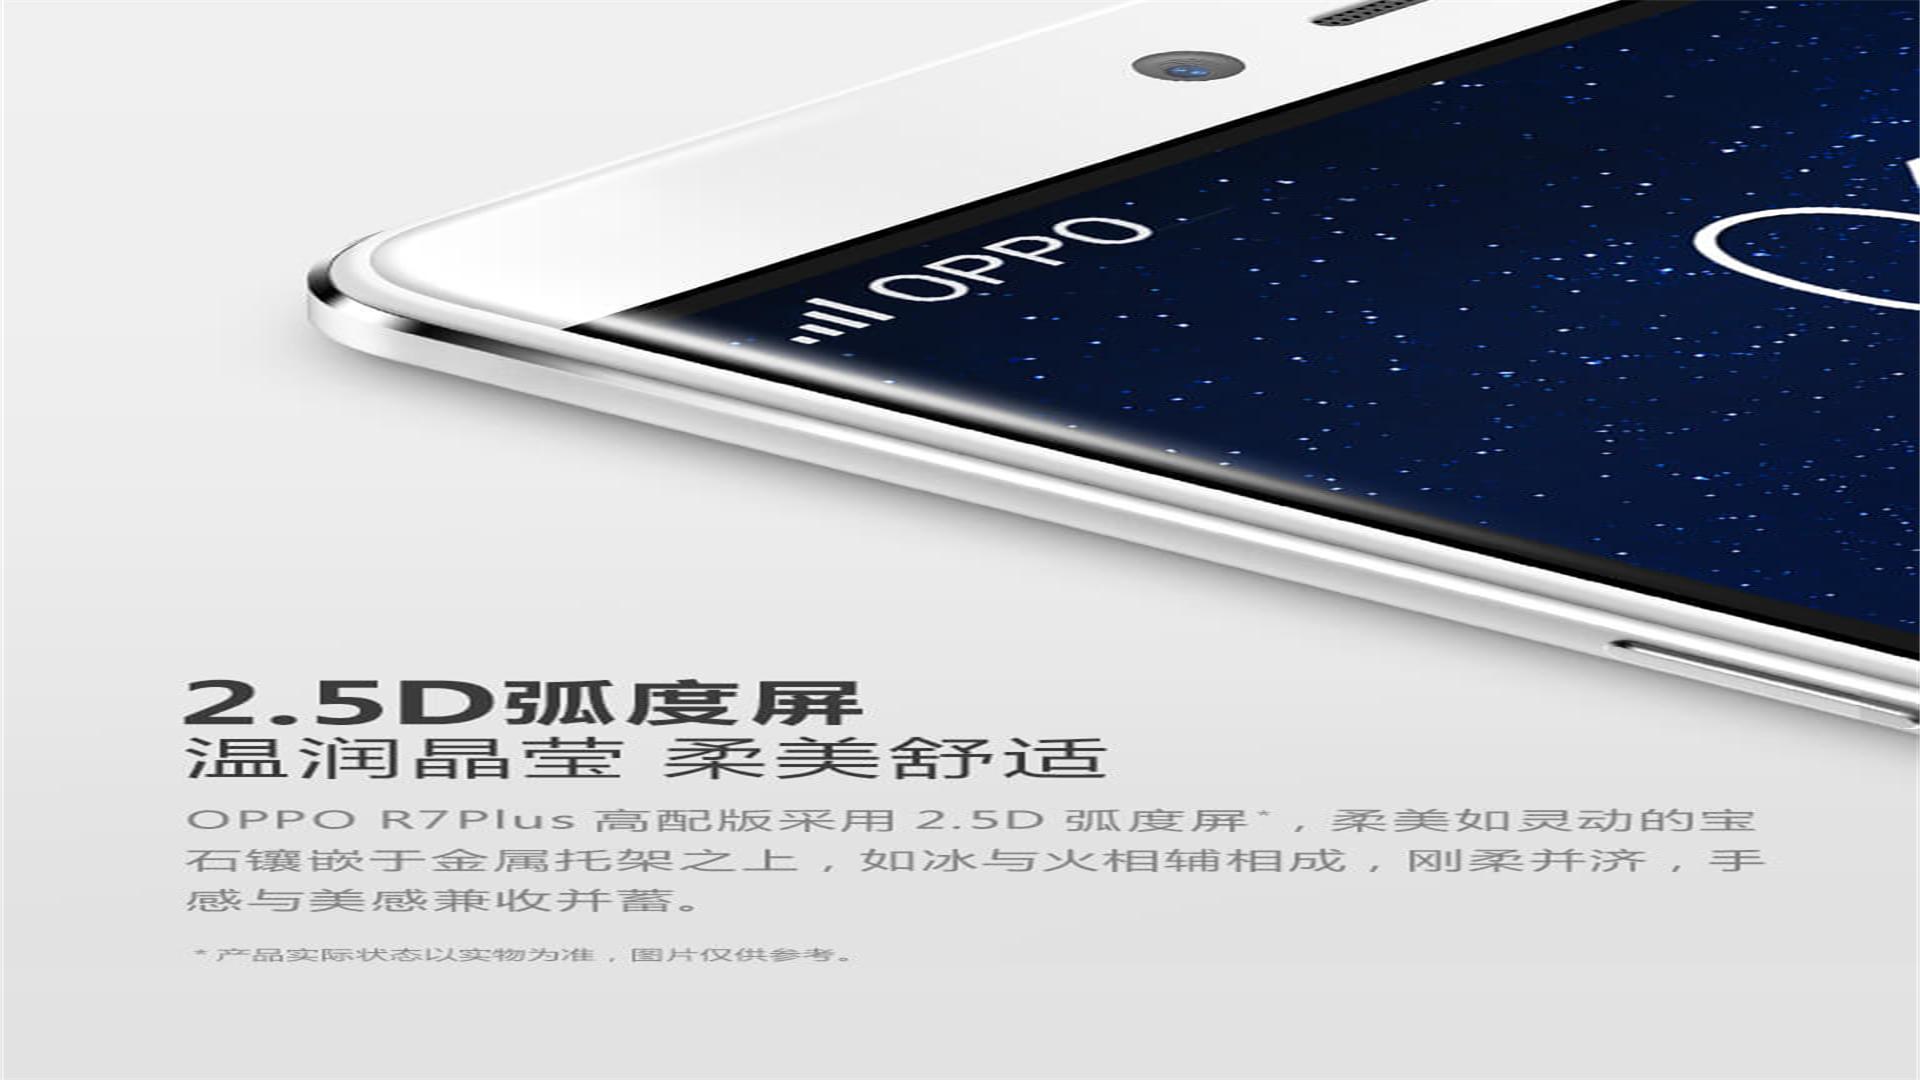 OPPO
2.5D弧度屏
温润晶莹 柔美舒适
OPPO R7Plus 高配版采用 2.5D 弧度屏*，柔美如灵动的宝
石镶嵌于金属托架之上，如冰与火相辅相成，刚柔并济，手
感与美感兼收并蓄。
* 产品实际状态以实物为准，图片仅供参考。